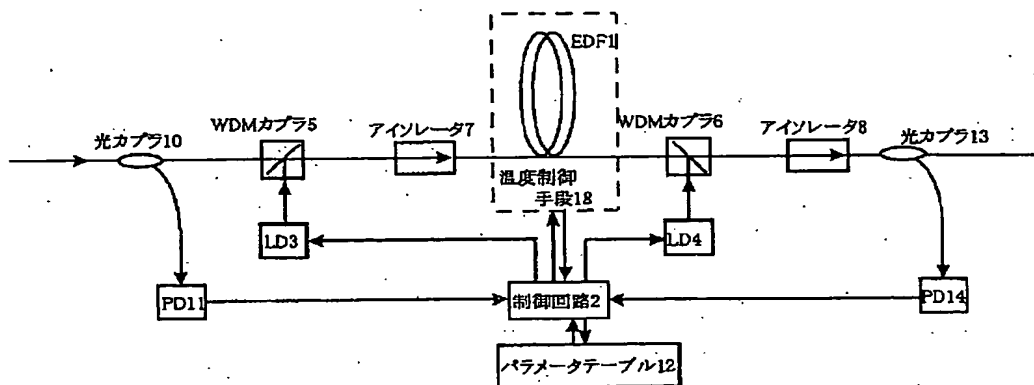 EDF1
光カプラ10
WDMカプラ5
アイソレータ7
WDMカプラ6
アイソレータ8
光カプラ13
温度制御
手段18
LD3
LD4
PD11
制御回路2
PD14
パラメータテーブル12